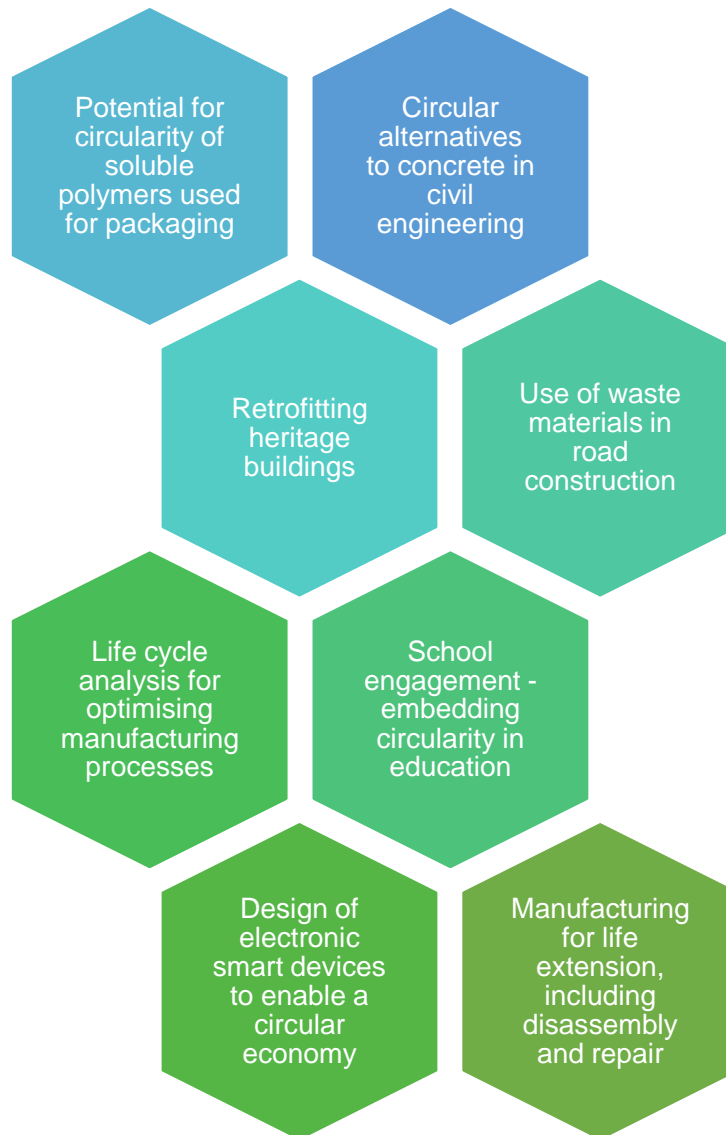 Potential for
circularity of
soluble
polymers used
for packaging
Circular
alternatives
to concrete in
civil
engineering
Retrofitting
heritage
buildings
Use of waste
materials in
road
construction
Life cycle
analysis for
optimising
manufacturing
processes
School
engagement -
embedding
circularity in
education
Design of
electronic
smart devices
to enable a
circular
economy
Manufacturing
for life
extension,
including
disassembly
and repair